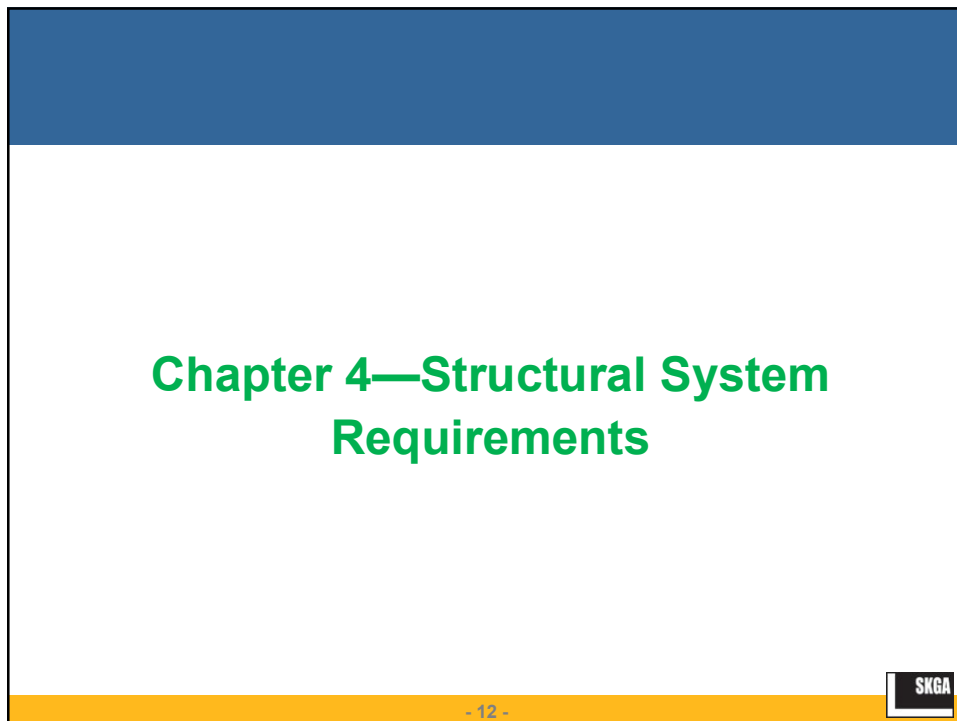 Chapter 4—Structural System
Requirements
- 12 -
SKGA